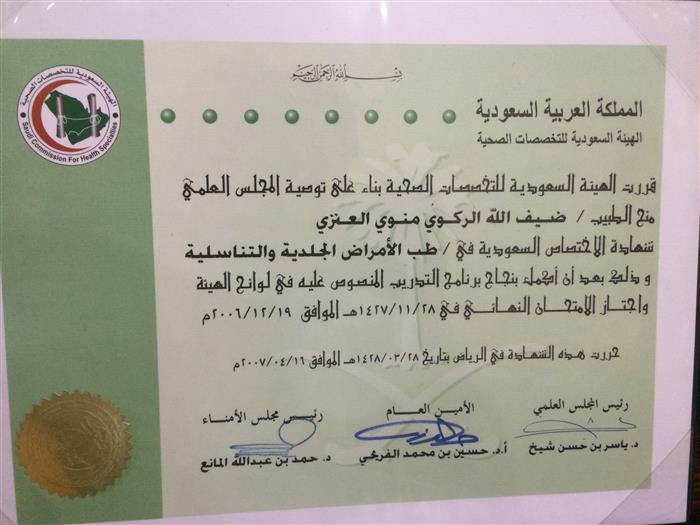 بسم الله الرحمن الرحيم
الهيئة السعودية للتخصصات الصحية
Saudi Commission For Health Specialties
المملكة العربية السعودية
الهيئة السعودية للتخصصات الصحية
قررت الهيئة السعودية للتخصصات الصحية بناء على توصية المجلس العلمي
منح الطبيب / ضيف الله الركوي منوي العنزي
شهادة الاختصاص السعودية في / طب الأمراض الجلدية والتناسلية
و ذلك بعد أن أكمل بنجاح برنامج التدريب المنصوص عليه في لوائح الهيئة
واجتاز الامتحان النهائي في ١٤٢٧/١١/٢٨هـ الموافق ٢٠٠٦/١٢/١٩م
حررت هذه الشهادة في الرياض بتاريخ ١٤٢٨/٠٣/٢٨هـ الموافق ٢٠٠٧/٠٤/١٦م
رئيس المجلس العلمي
د. ياسر بن حسن شيخ
الأمين العام
أ.د. حسين بن محمد الفريحي
رئيس مجلس الأمناء
د. حمد بن عبدالله المانع